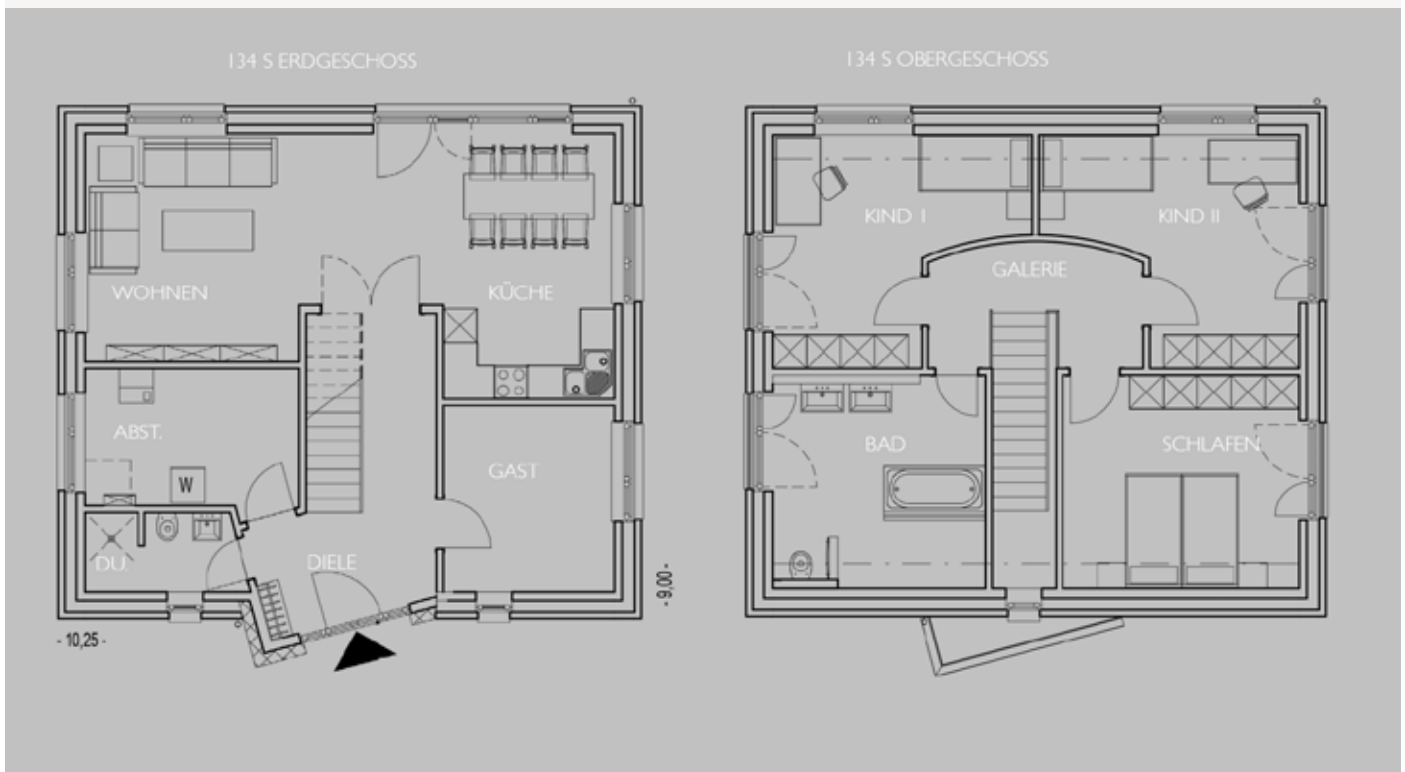 134 S ERDGESCHOSS
WOHNEN
KÜCHE
ABST.
W
GAST
DU.
DIELE
- 10,25 -
- 9,00 -
134 S OBERGESCHOSS
KIND I
KIND II
GALERIE
BAD
SCHLAFEN